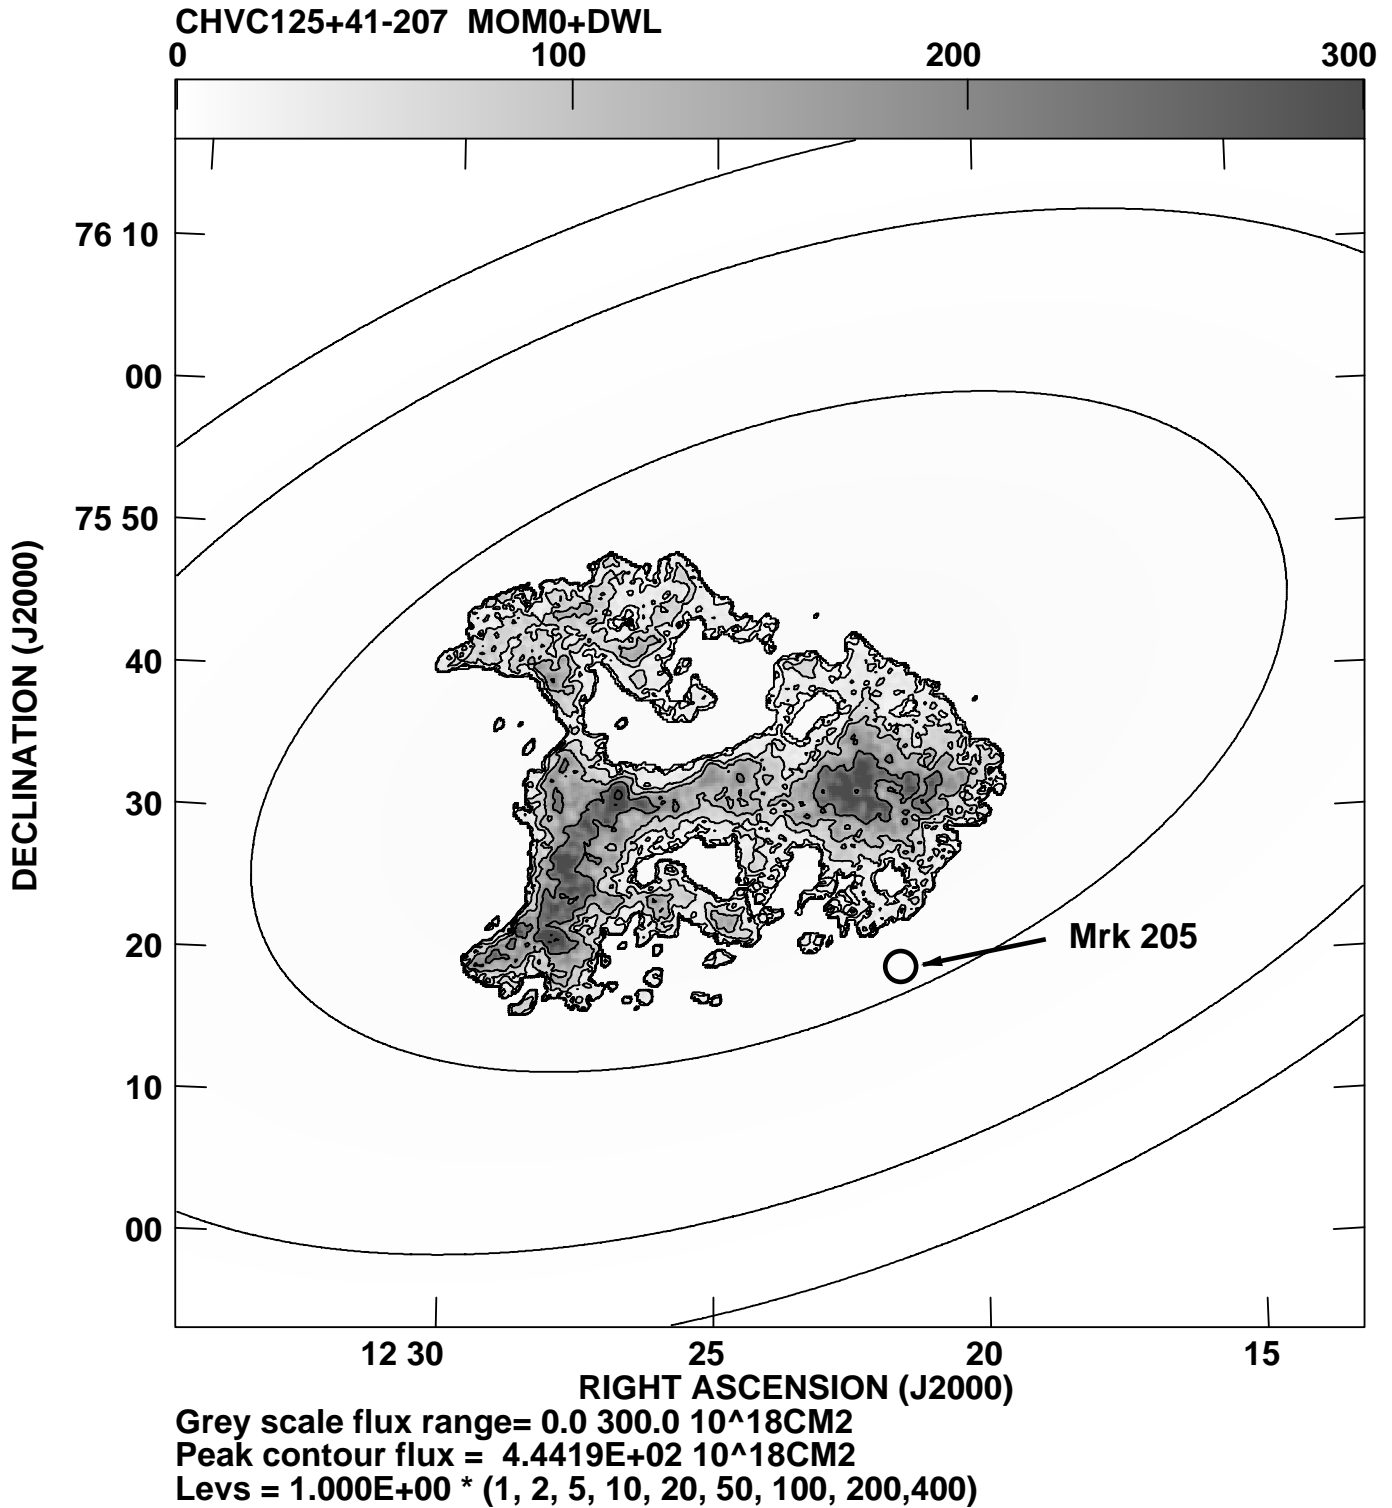 CHVC125+41-207 MOM0+DWL
0 100 200 300
76 10
00
75 50
40
30
20
10
00
DECLINATION (J2000)
Mrk 205
12 30 25 20 15
RIGHT ASCENSION (J2000)
Grey scale flux range= 0.0 300.0 10^18CM2
Peak contour flux = 4.4419E+02 10^18CM2
Levs = 1.000E+00 * (1, 2, 5, 10, 20, 50, 100, 200,400)